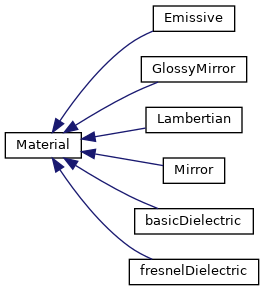 Emissive
GlossyMirror
Lambertian
Material
Mirror
basicDielectric
fresnelDielectric